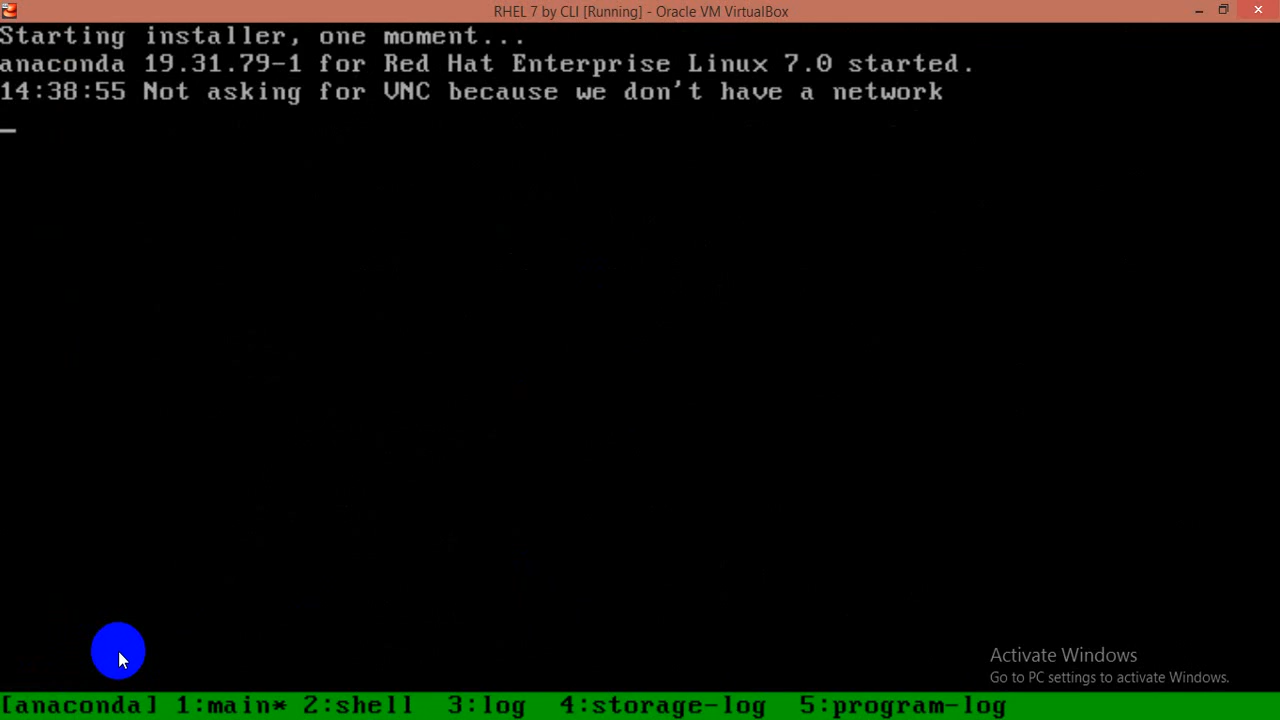 RHEL 7 by CLI [Running] - Oracle VM VirtualBox
Starting installer, one moment...
anaconda 19.31.79-1 for Red Hat Enterprise Linux 7.0 started.
14:38:55 Not asking for VNC because we don't have a network
Activate Windows
Go to PC settings to activate Windows.
[anaconda] 1:main* 2:shell  3:log  4:storage-log  5:program-log